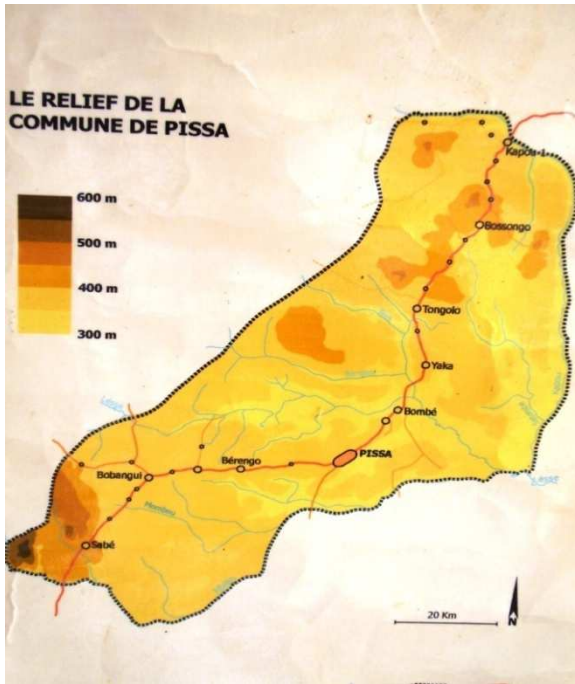 LE RELIEF DE LA
COMMUNE DE PISSA
600 m
500 m
400 m
300 m
Kapou-1
Bossongo
Tongolo
Yaka
Bombé
PISSA
Bérengo
Bobangui
Sabé
20 Km
N